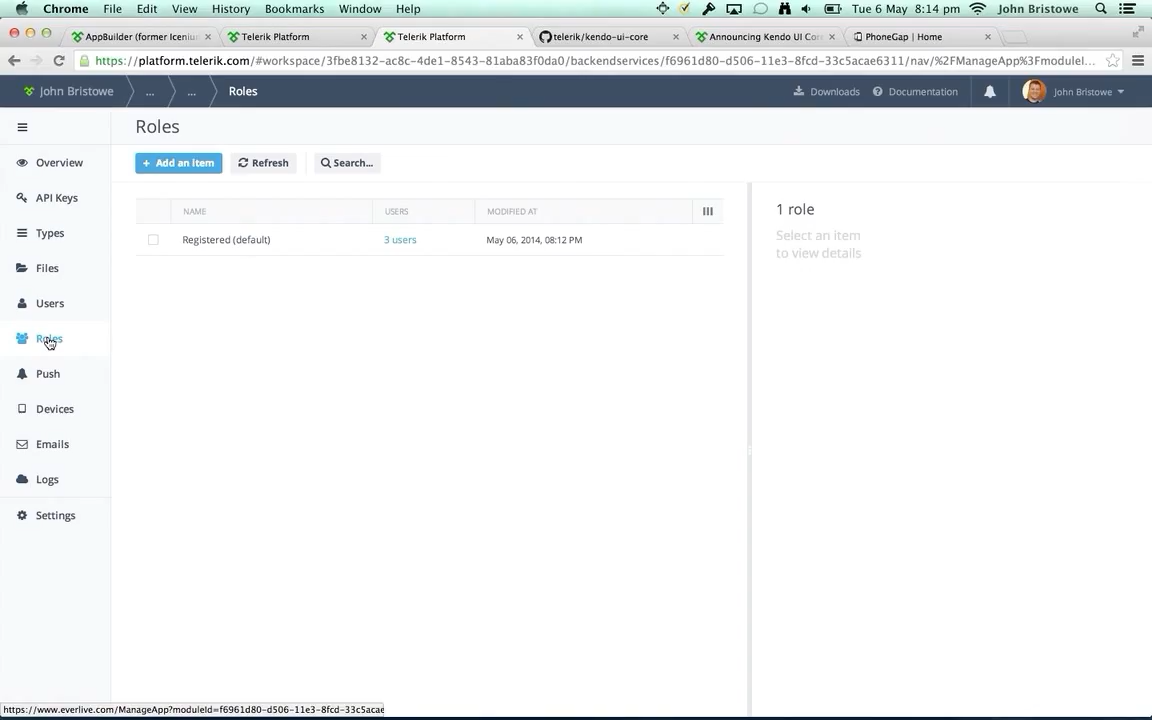 Chrome File Edit View History Bookmarks Window Help Tue 6 May 8:14 pm John Bristowe
AppBuilder (former Iceniu Telerik Platform Telerik Platform telerik/kendo-ui-core Announcing Kendo UI Cor PhoneGap | Home
https://platform.telerik.com/#workspace/3fbe8132-ac8c-4de1-8543-81aba83f0da0/backendservices/f6961d80-d506-11e3-8fcd-33c5acae6311/nav/%2FManageApp%3FmoduleI...
John Bristowe ... ... Roles Downloads Documentation John Bristowe
Roles
+ Add an item Refresh Search...
Overview
API Keys
Types
Files
Users
Roles
Push
Devices
Emails
Logs
Settings
NAME USERS MODIFIED AT
Registered (default) 3 users May 06, 2014, 08:12 PM
1 role
Select an item
to view details
https://www.everlive.com/ManageApp?moduleId=f6961d80-d506-11e3-8fcd-33c5acae